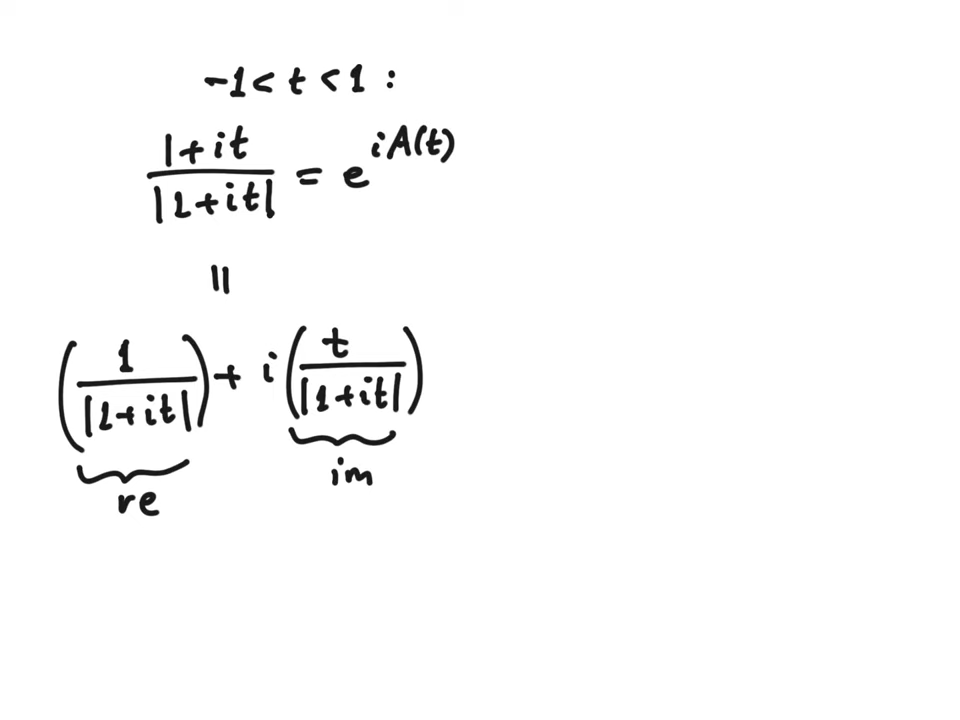 -1 < t < 1 :
1+it / |1+it| = e^{iA(t)}
||
(1 / |1+it|) + i (t / |1+it|)
re im